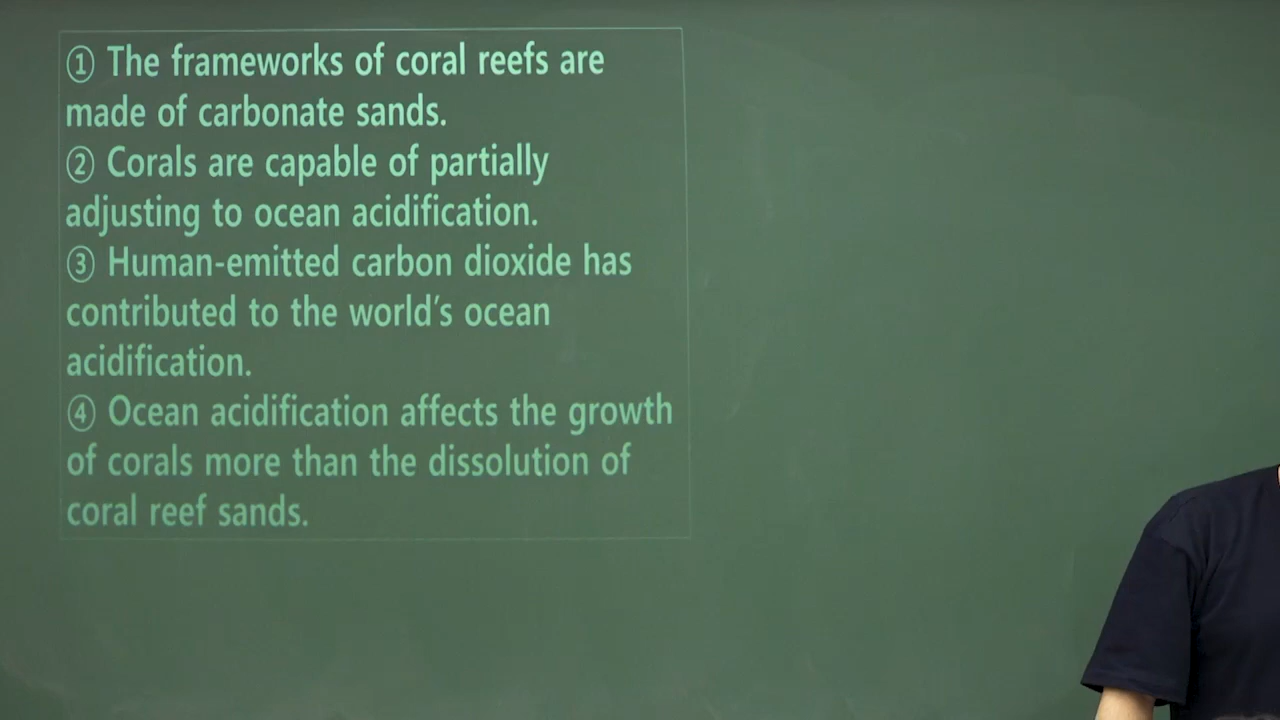 ① The frameworks of coral reefs are
made of carbonate sands.
② Corals are capable of partially
adjusting to ocean acidification.
③ Human-emitted carbon dioxide has
contributed to the world's ocean
acidification.
④ Ocean acidification affects the growth
of corals more than the dissolution of
coral reef sands.